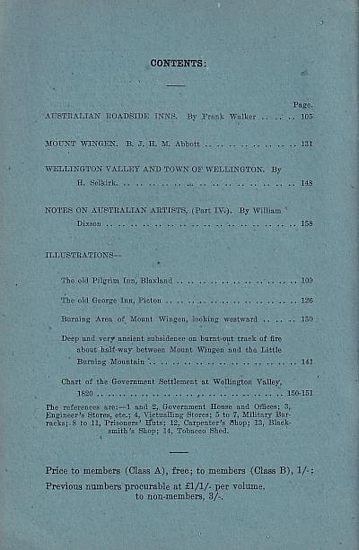 CONTENTS:
Page.
AUSTRALIAN ROADSIDE INNS. By Frank Walker .. .. .. 105
MOUNT WINGEN. B. J. H. M. Abbott .. .. .. .. .. .. .. 131
WELLINGTON VALLEY AND TOWN OF WELLINGTON. By
H. Selkirk. .. .. .. .. .. .. .. .. .. .. .. .. .. 148
NOTES ON AUSTRALIAN ARTISTS, (Part IV.). By William
Dixson .. .. .. .. .. .. .. .. .. .. .. .. .. .. 158
ILLUSTRATIONS—
The old Pilgrim Inn, Blaxland .. .. .. .. .. .. .. .. 109
The old George Inn, Picton .. .. .. .. .. .. .. .. .. 126
Burning Area of Mount Wingen, looking westward .. .. .. 130
Deep and very ancient subsidence on burnt-out track of fire
about half-way between Mount Wingen and the Little
Burning Mountain .. .. .. .. .. .. .. .. .. .. 141
Chart of the Government Settlement at Wellington Valley,
1820 .. .. .. .. .. .. .. .. .. .. .. .. .. 150-151
The references are:—1 and 2, Government House and Offices; 3,
Engineer's Stores, etc.; 4, Victualling Stores; 5 to 7, Military Bar-
racks; 8 to 11, Prisoners' Huts; 12, Carpenter's Shop; 13, Black-
smith's Shop; 14, Tobacco Shed.
Price to members (Class A), free; to members (Class B), 1/-;
Previous numbers procurable at £1/1/- per volume.
to non-members, 3/-.